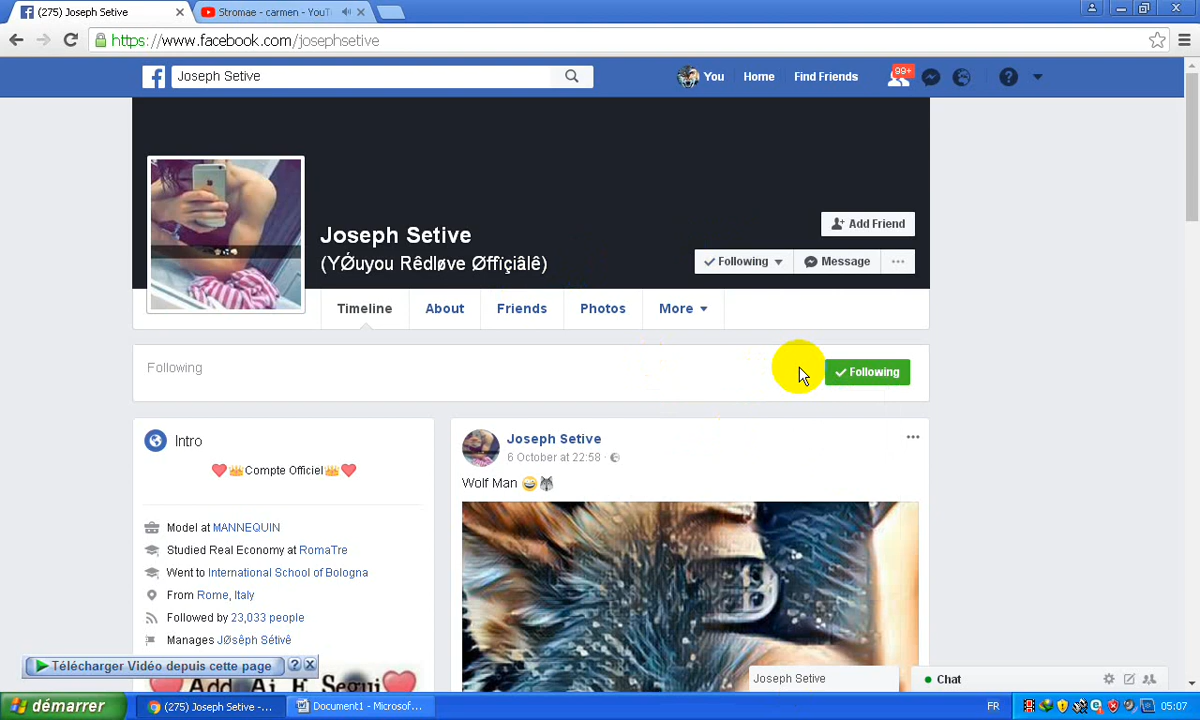 (275) Joseph Setive
Stromae - carmen - YouT
https://www.facebook.com/josephsetive
Joseph Setive
You
Home
Find Friends
99+
?
Joseph Setive
(YǾuyou Rêdløve Øffïçiâlê)
Add Friend
Following
Message
Timeline
About
Friends
Photos
More
Following
Following
Intro
Compte Officiel
Model at MANNEQUIN
Studied Real Economy at RomaTre
Went to International School of Bologna
From Rome, Italy
Followed by 23,033 people
Manages JØsêph Sétivê
Joseph Setive
6 October at 22:58
Wolf Man
Télécharger Vidéo depuis cette page
?
Add Ai E Segui
Joseph Setive
Chat
démarrer
(275) Joseph Setive -...
Document1 - Microsof...
FR
05:07